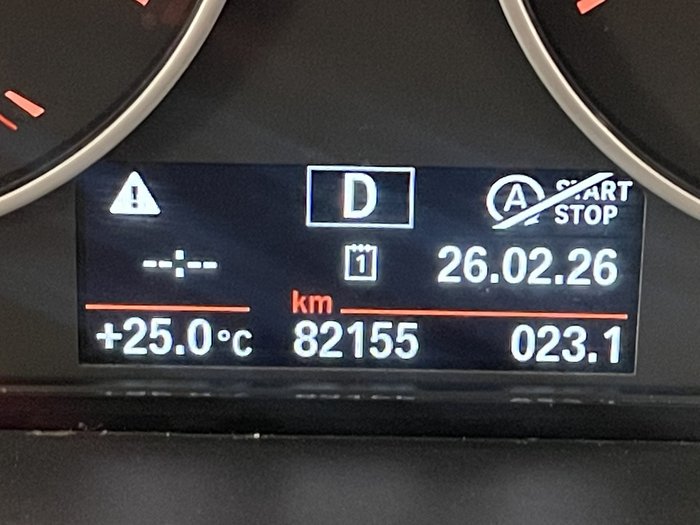 D
A START
STOP
--:-- 1 26.02.26
km
+25.0°C 82155 023.1